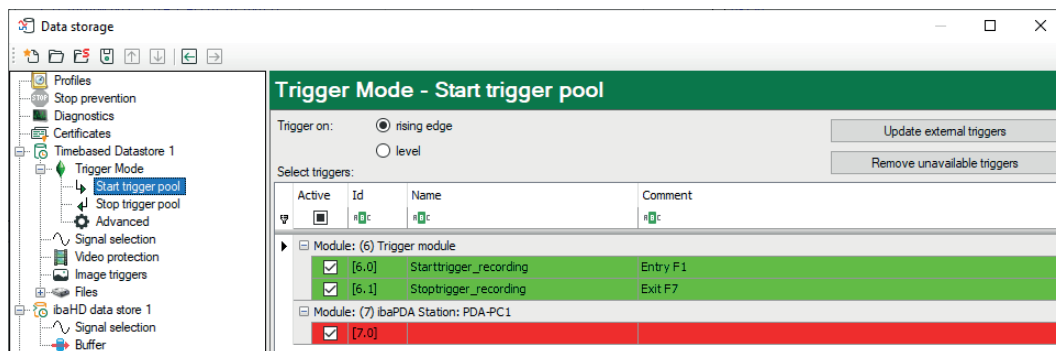 Data storage
Profiles
Stop prevention
Diagnostics
Certificates
Timebased Datastore 1
Trigger Mode
Start trigger pool
Stop trigger pool
Advanced
Signal selection
Video protection
Image triggers
Files
ibaHD data store 1
Signal selection
Buffer
Trigger Mode - Start trigger pool
Trigger on: rising edge
level
Update external triggers
Remove unavailable triggers
Select triggers:
Active Id Name Comment
Module: (6) Trigger module
[6.0] Starttrigger_recording Entry F1
[6.1] Stoptrigger_recording Exit F7
Module: (7) ibaPDA Station: PDA-PC1
[7.0]